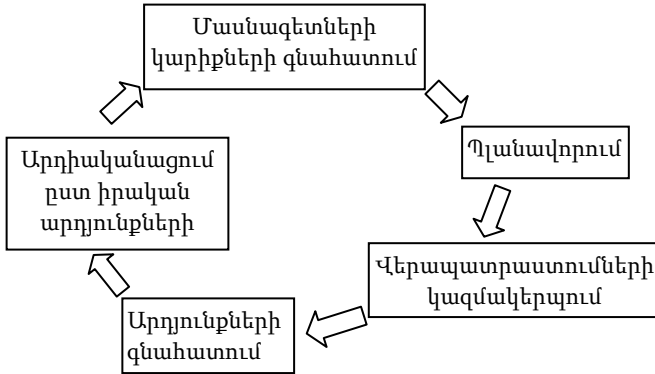 Մասնագետների
կարիքների գնահատում
Պլանավորում
Վերապատրաստումների
կազմակերպում
Արդյունքների
գնահատում
Արդիականացում
ըստ իրական
արդյունքների